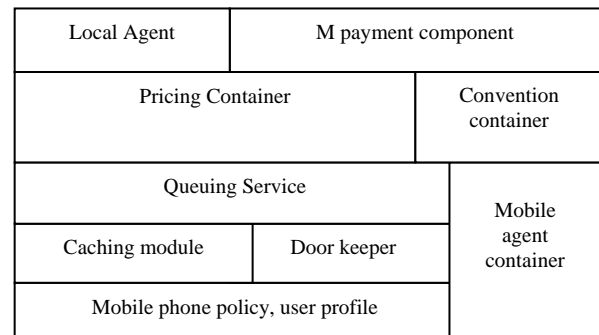 Local Agent
M payment component
Pricing Container
Convention
container
Queuing Service
Mobile
agent
container
Caching module
Door keeper
Mobile phone policy, user profile